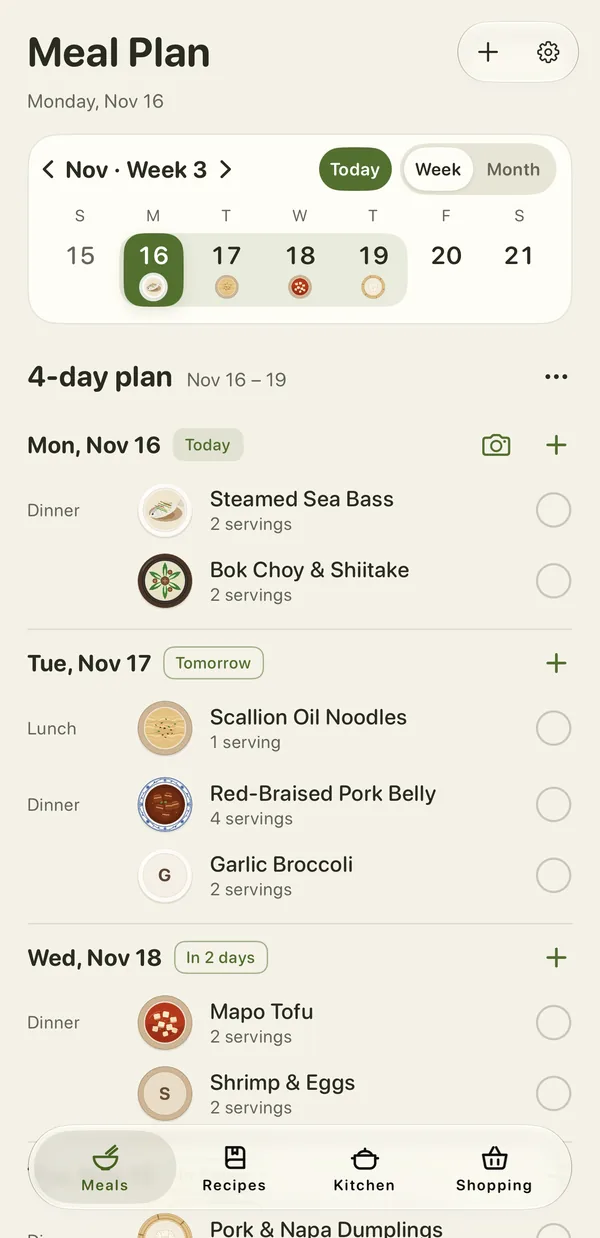 Meal Plan
Monday, Nov 16
Nov · Week 3
Today
Week
Month
S M T W T F S
15 16 17 18 19 20 21
4-day plan Nov 16 – 19
Mon, Nov 16 Today
Dinner
Steamed Sea Bass
2 servings
Bok Choy & Shiitake
2 servings
Tue, Nov 17 Tomorrow
Lunch
Scallion Oil Noodles
1 serving
Dinner
Red-Braised Pork Belly
4 servings
G
Garlic Broccoli
2 servings
Wed, Nov 18 In 2 days
Dinner
Mapo Tofu
2 servings
S
Shrimp & Eggs
2 servings
Meals
Recipes
Kitchen
Shopping
Pork & Napa Dumplings